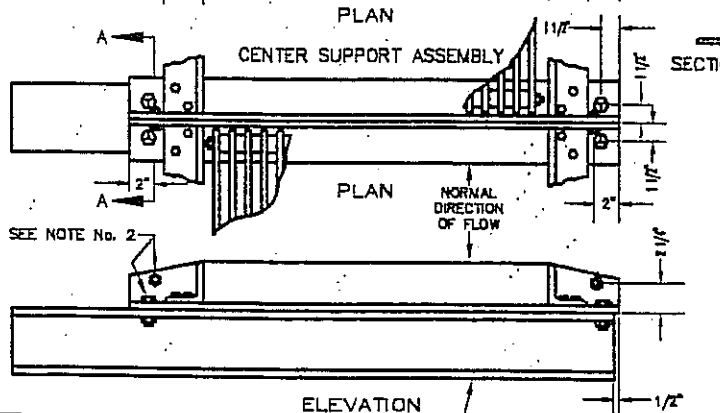 PLAN
A
CENTER SUPPORT ASSEMBLY
1 1/2"
SECTI
1 1/2"
2"
A
PLAN
NORMAL
DIRECTION
OF FLOW
2"
1 1/2"
SEE NOTE No. 2
2 1/4"
ELEVATION
1/2"